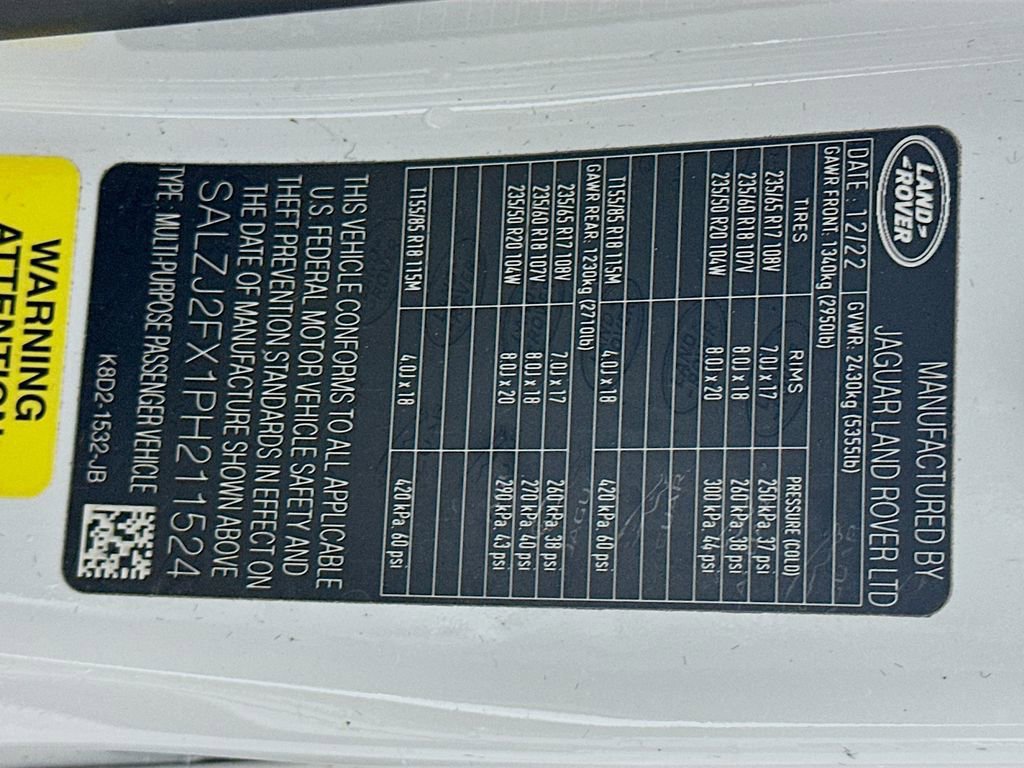 LAND
ROVER
MANUFACTURED BY
JAGUAR LAND ROVER LTD
DATE : 12/22 GVWR: 2430kg (5355lb)
GAWR FRONT: 1340kg (2950lb)
TIRES RIMS PRESSURE (COLD)
235/65 R17 108V 7.0J x 17 250 kPa, 37 psi
235/60 R18 107V 8.0J x 18 260 kPa, 38 psi
235/50 R20 104W 8.0J x 20 300 kPa, 44 psi
T155/85 R18 115M 4.0J x 18 420 kPa, 60 psi
GAWR REAR: 1230kg (2710lb)
235/65 R17 108V 7.0J x 17 260 kPa, 38 psi
235/60 R18 107V 8.0J x 18 270 kPa, 40 psi
235/50 R20 104W 8.0J x 20 290 kPa, 43 psi
T155/85 R18 115M 4.0J x 18 420 kPa, 60 psi
THIS VEHICLE CONFORMS TO ALL APPLICABLE
U.S. FEDERAL MOTOR VEHICLE SAFETY AND
THEFT PREVENTION STANDARDS IN EFFECT ON
THE DATE OF MANUFACTURE SHOWN ABOVE
SALZJ2FX1PH211524
TYPE: MULTI-PURPOSE PASSENGER VEHICLE
K8D2-1532-JB
WARNING
ATTENTION